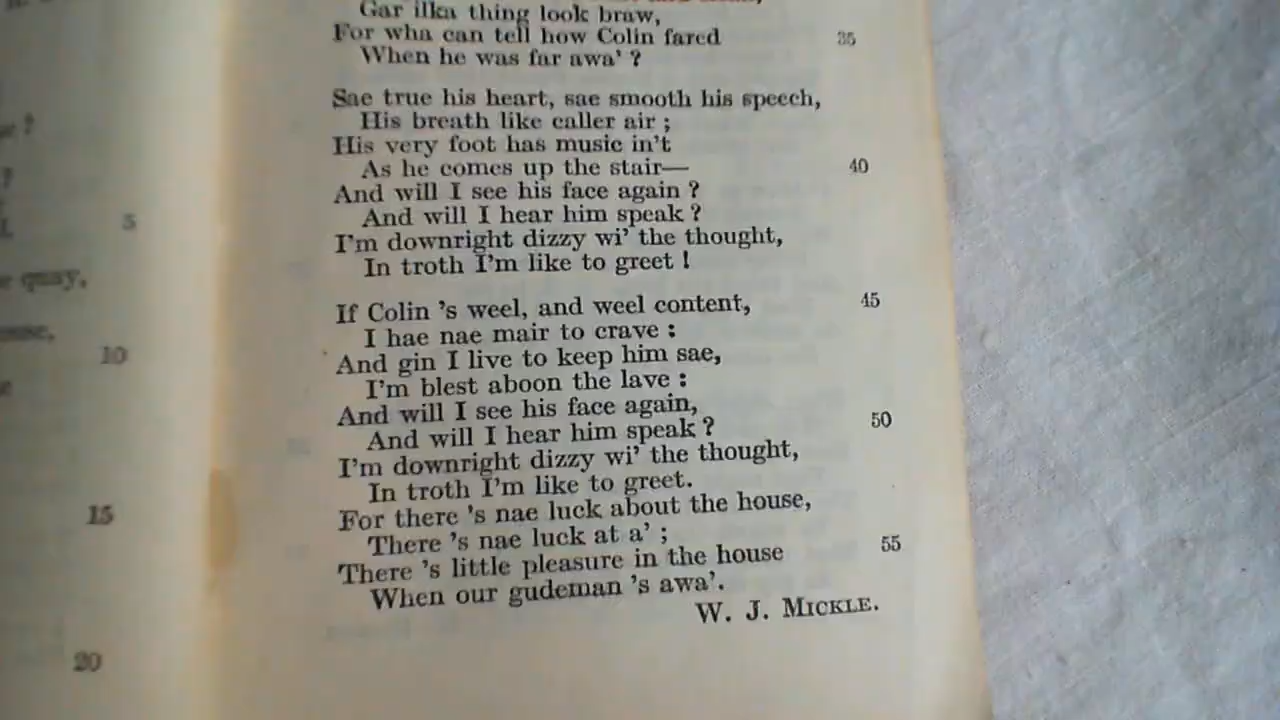 Gar ilka thing look braw,
For wha can tell how Colin fared 35
When he was far awa' ?
Sae true his heart, sae smooth his speech,
His breath like caller air ;
His very foot has music in't
As he comes up the stair— 40
And will I see his face again ?
And will I hear him speak ?
I'm downright dizzy wi' the thought,
In troth I'm like to greet !
If Colin 's weel, and weel content, 45
I hae nae mair to crave :
And gin I live to keep him sae,
I'm blest aboon the lave :
And will I see his face again,
And will I hear him speak ? 50
I'm downright dizzy wi' the thought,
In troth I'm like to greet.
For there 's nae luck about the house,
There 's nae luck at a' ;
There 's little pleasure in the house 55
When our gudeman 's awa'.
W. J. MICKLE.
5
quay,
10
15
20